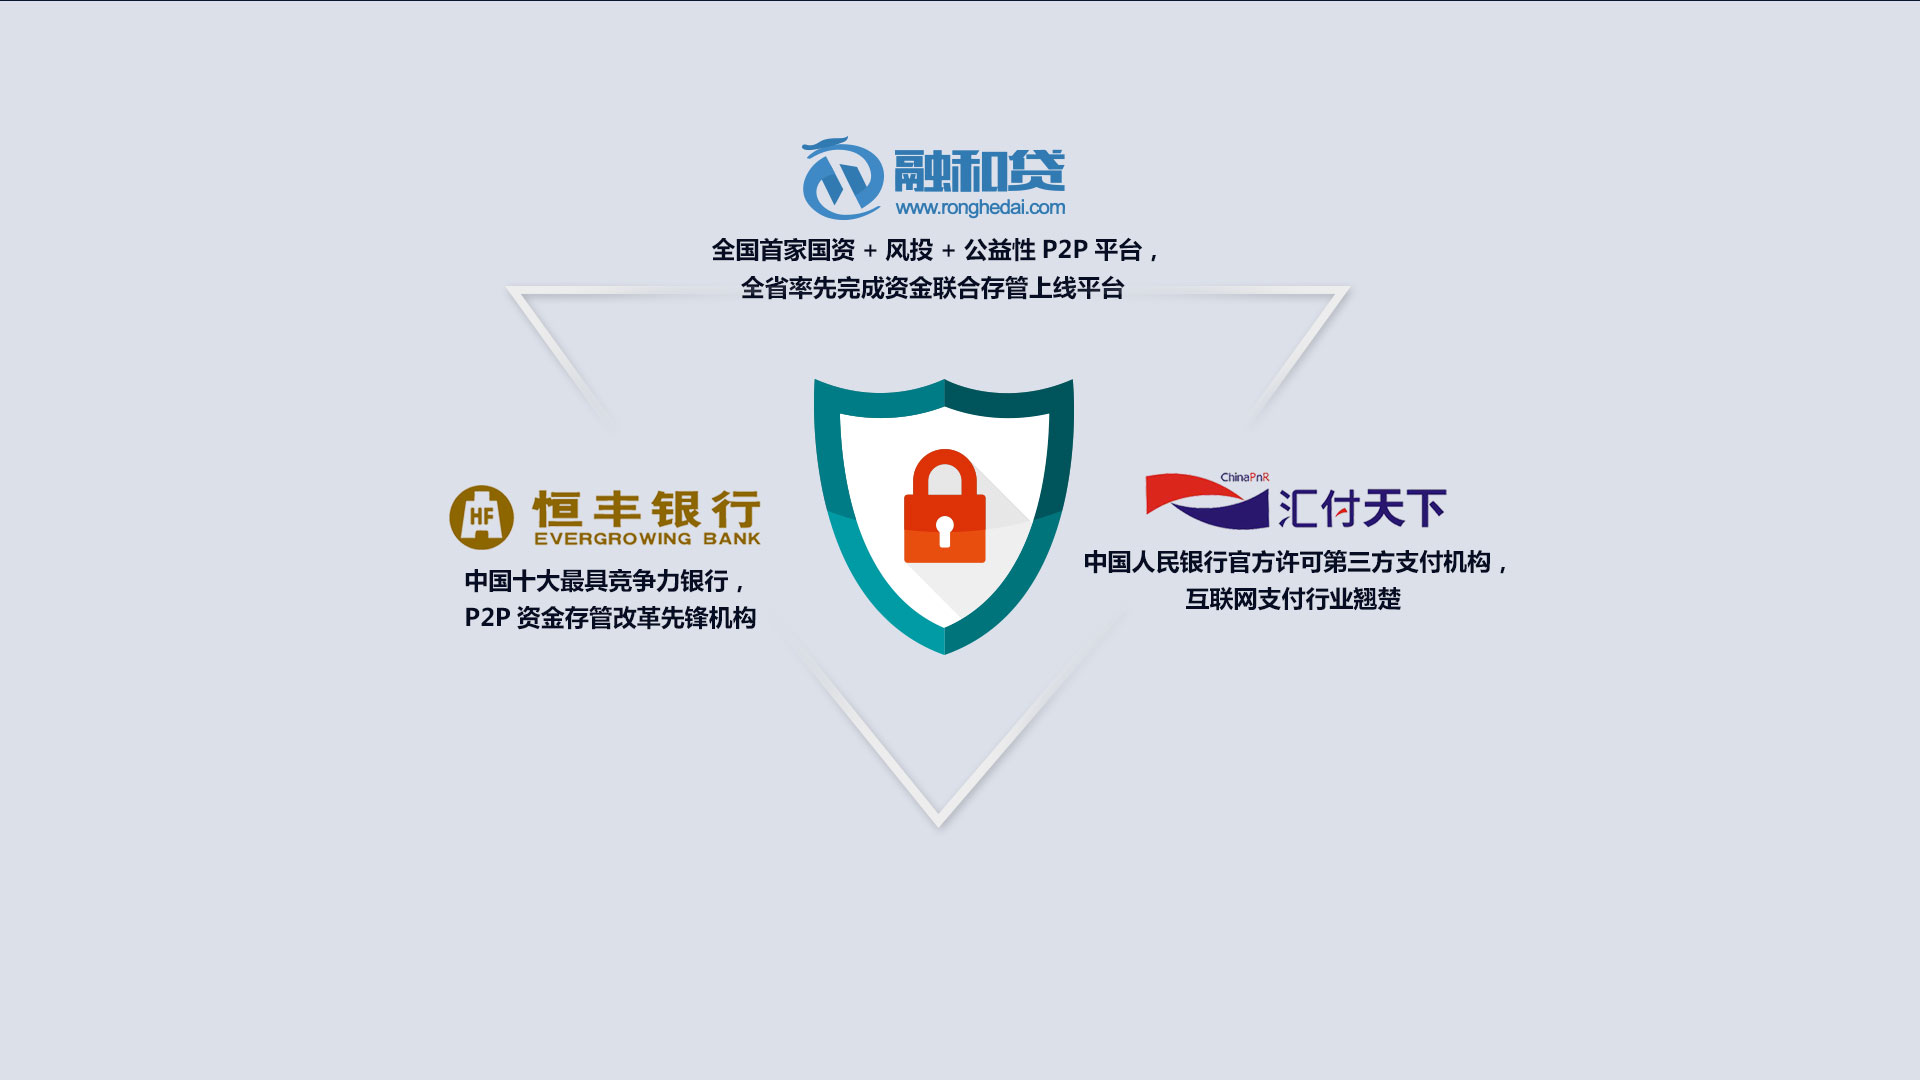 融和贷
www.ronghedai.com
全国首家国资 + 风投 + 公益性 P2P 平台，
全省率先完成资金联合存管上线平台
HF
恒丰银行
EVERGROWING BANK
中国十大最具竞争力银行，
P2P 资金存管改革先锋机构
ChinaPnR
汇付天下
中国人民银行官方许可第三方支付机构，
互联网支付行业翘楚